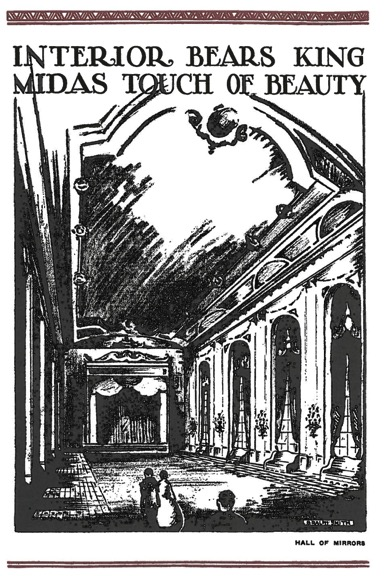 INTERIOR BEARS KING
MIDAS TOUCH OF BEAUTY
HALL OF MIRRORS